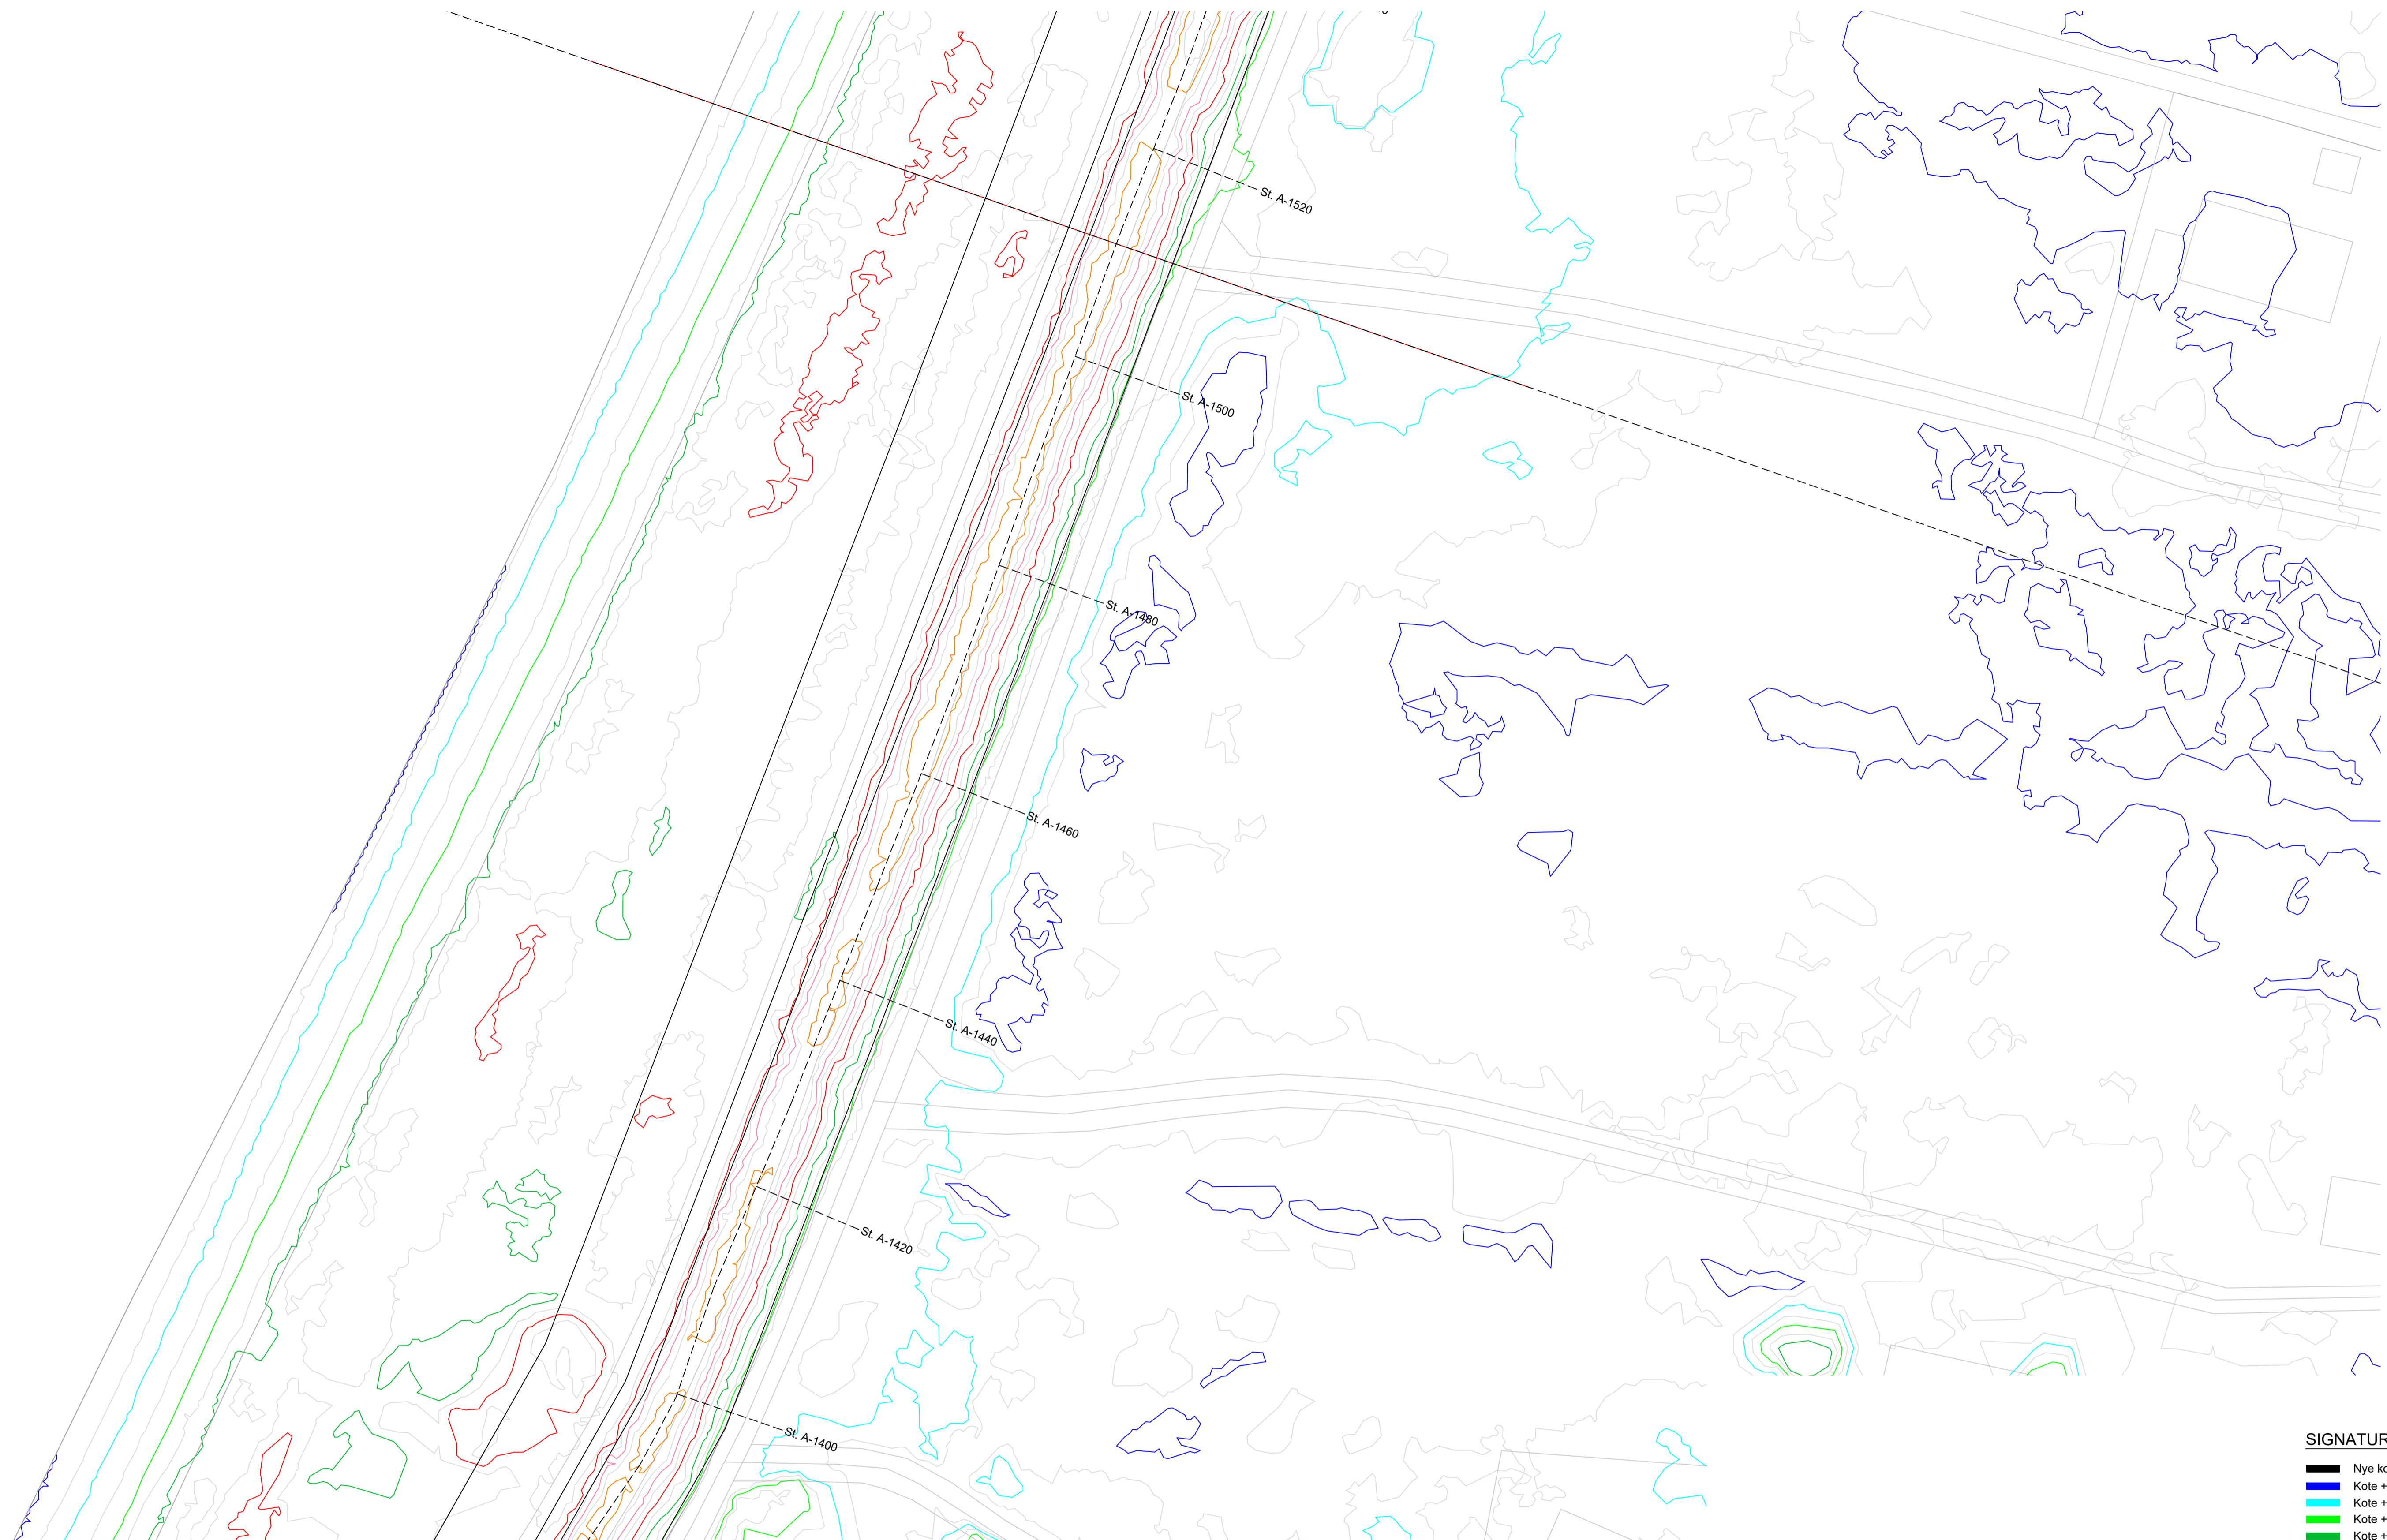 St. A-1520
St. A-1500
St. A-1480
St. A-1460
St. A-1440
St. A-1420
St. A-1400
SIGNATUR
Nye ko
Kote +
Kote +
Kote +
Kote +